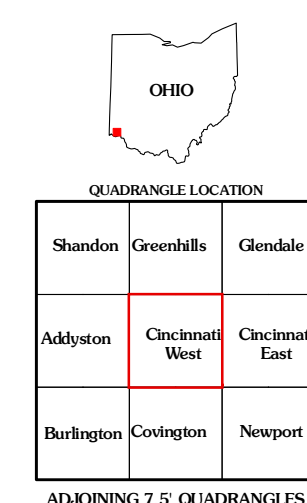 OHIO
QUADRANGLE LOCATION
Shandon Greenhills Glendale
Addyston Cincinnati West Cincinnat East
Burlington Covington Newport
ADJOINING 7.5' QUADRANGLES